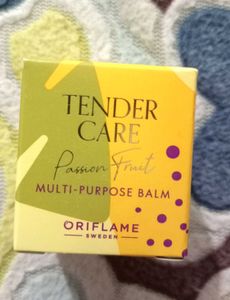 TENDER
CARE
Passion Fruit
MULTI-PURPOSE BALM
ORIFLAME
SWEDEN